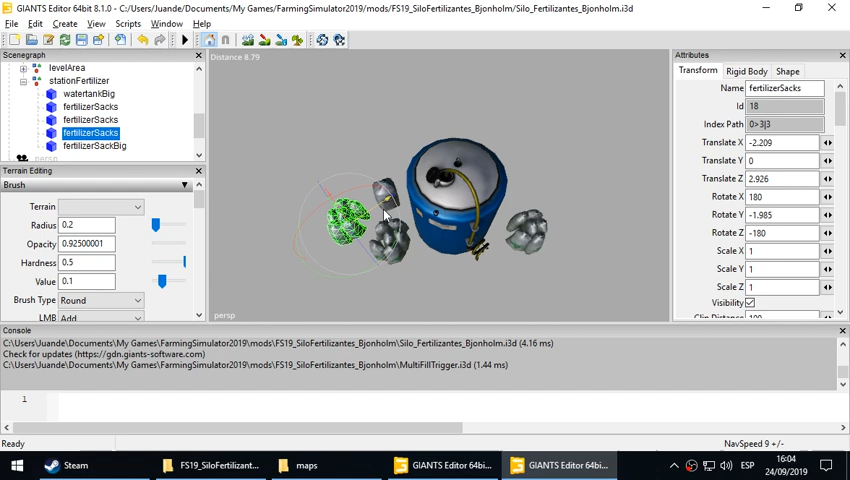 GIANTS Editor 64bit 8.1.0 - C:/Users/Juande/Documents/My Games/FarmingSimulator2019/mods/FS19_SiloFertilizantes_Bjonholm/Silo_Fertilizantes_Bjonholm.i3d
File Edit Create View Scripts Window Help
Scenegraph
levelArea
stationFertilizer
watertankBig
fertilizerSacks
fertilizerSacks
fertilizerSacks
fertilizerSackBig
persp
Terrain Editing
Brush
Terrain
Radius 0.2
Opacity 0.92500001
Hardness 0.5
Value 0.1
Brush Type Round
LMB Add
Distance 8.79
persp
Attributes
Transform Rigid Body Shape
Name fertilizerSacks
Id 18
Index Path 0>3|3
Translate X -2.209
Translate Y 0
Translate Z 2.926
Rotate X 180
Rotate Y -1.985
Rotate Z -180
Scale X 1
Scale Y 1
Scale Z 1
Visibility
Clip Distance 100
Console
C:\Users\Juande\Documents\My Games\FarmingSimulator2019\mods\FS19_SiloFertilizantes_Bjonholm\Silo_Fertilizantes_Bjonholm.i3d (4.16 ms)
Check for updates (https://gdn.giants-software.com)
C:\Users\Juande\Documents\My Games\FarmingSimulator2019\mods\FS19_SiloFertilizantes_Bjonholm\MultiFillTrigger.i3d (1.44 ms)
1
Ready
NavSpeed 9 +/-
Steam
FS19_SiloFertilizant...
maps
GIANTS Editor 64bi...
GIANTS Editor 64bi...
ESP
16:04
24/09/2019